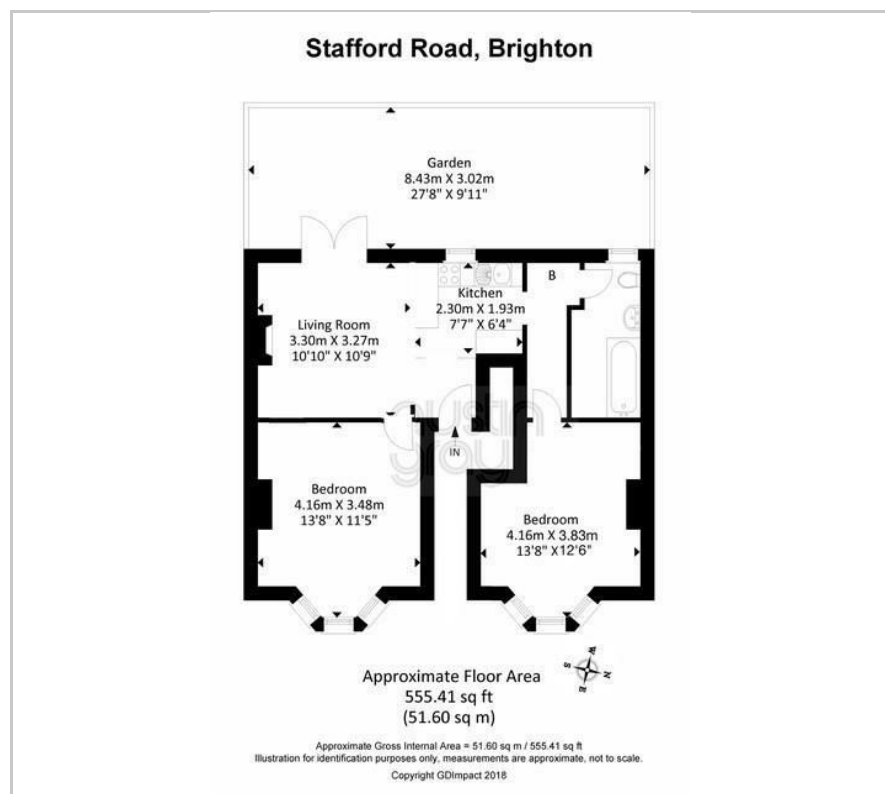 Stafford Road, Brighton
Garden
8.43m X 3.02m
27'8" X 9'11"
B
Kitchen
2.30m X 1.93m
7'7" X 6'4"
Living Room
3.30m X 3.27m
10'10" X 10'9"
austin
gray
IN
Bedroom
4.16m X 3.48m
13'8" X 11'5"
Bedroom
4.16m X 3.83m
13'8" X12'6"
W
S
N
E
Approximate Floor Area
555.41 sq ft
(51.60 sq m)
Approximate Gross Internal Area = 51.60 sq m / 555.41 sq ft
Illustration for identification purposes only, measurements are approximate, not to scale.
Copyright GDImpact 2018